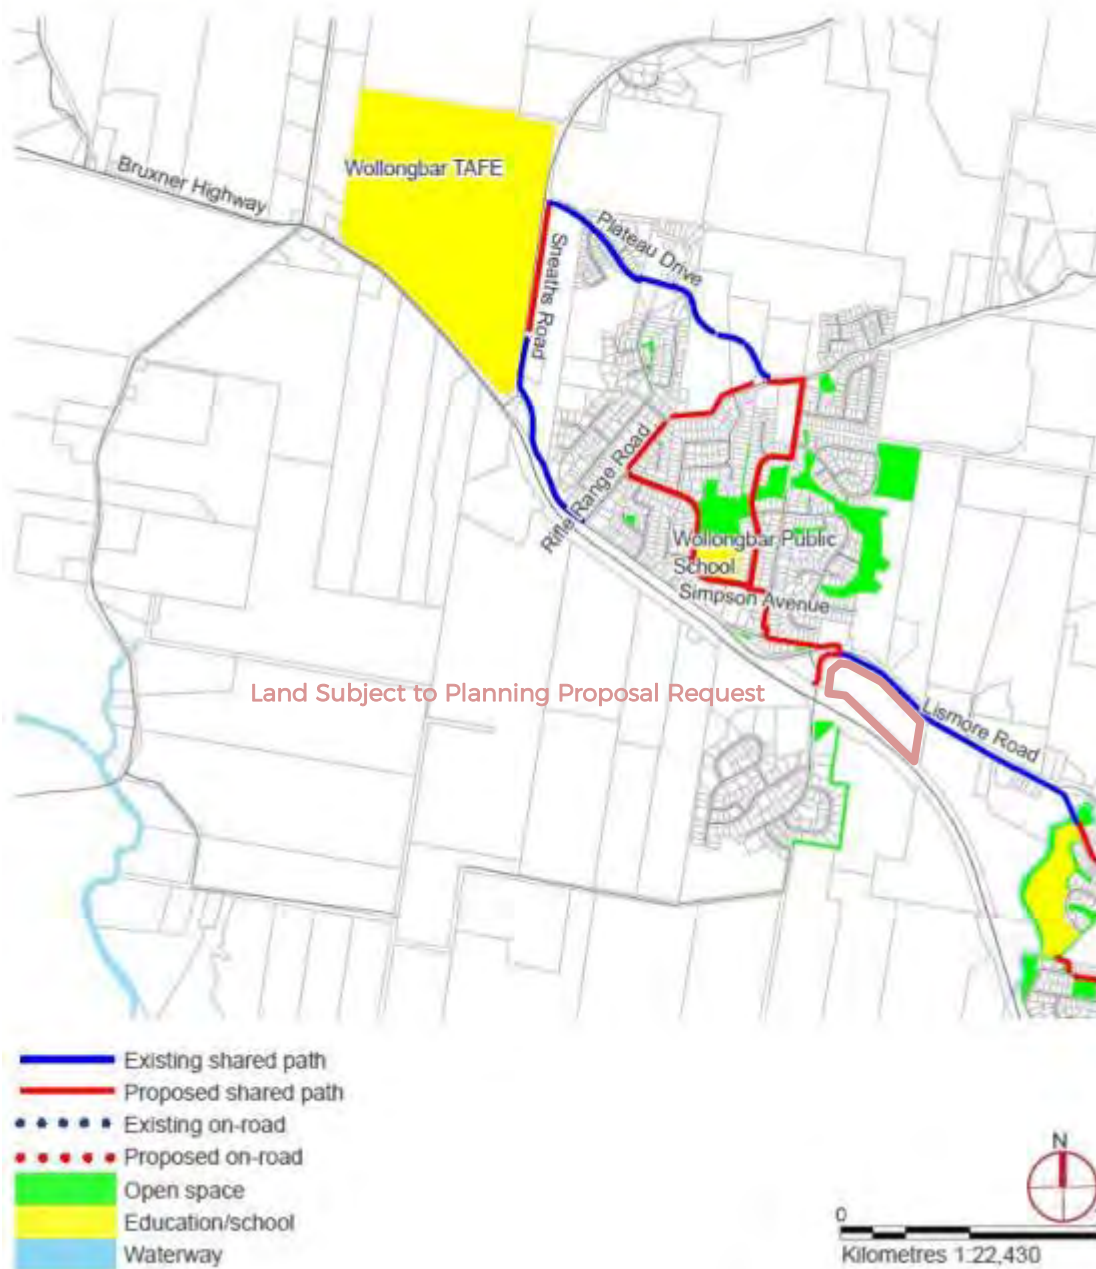 Wollongbar TAFE
Bruxner Highway
Plateau Drive
Sneaths Road
Rifle Range Road
Wollongbar Public
School
Simpson Avenue
Land Subject to Planning Proposal Request
Lismore Road
Existing shared path
Proposed shared path
Existing on-road
Proposed on-road
Open space
Education/school
Waterway
N
0
Kilometres 1:22,430